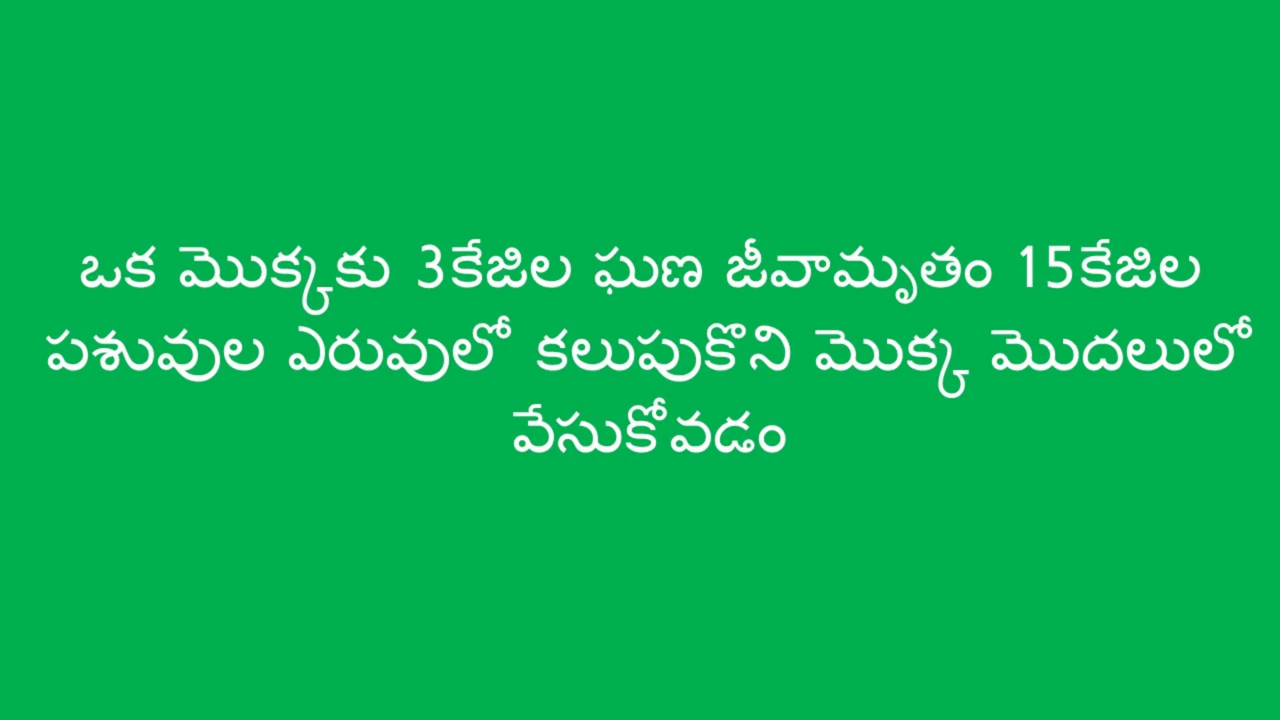 ఒక మొక్కకు 3కేజిల ఘణ జీవామృతం 15కేజిల
పశువుల ఎరువులో కలుపుకొని మొక్క మొదలులో
వేసుకోవడం